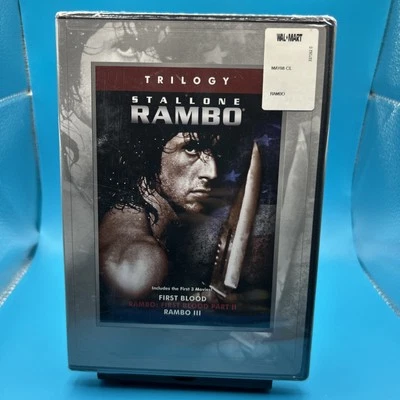 WAL-MART
RAMBO
TRILOGY
STALLONE
RAMBO
Includes the First 3 Movies!
FIRST BLOOD
RAMBO: FIRST BLOOD PART II
RAMBO III